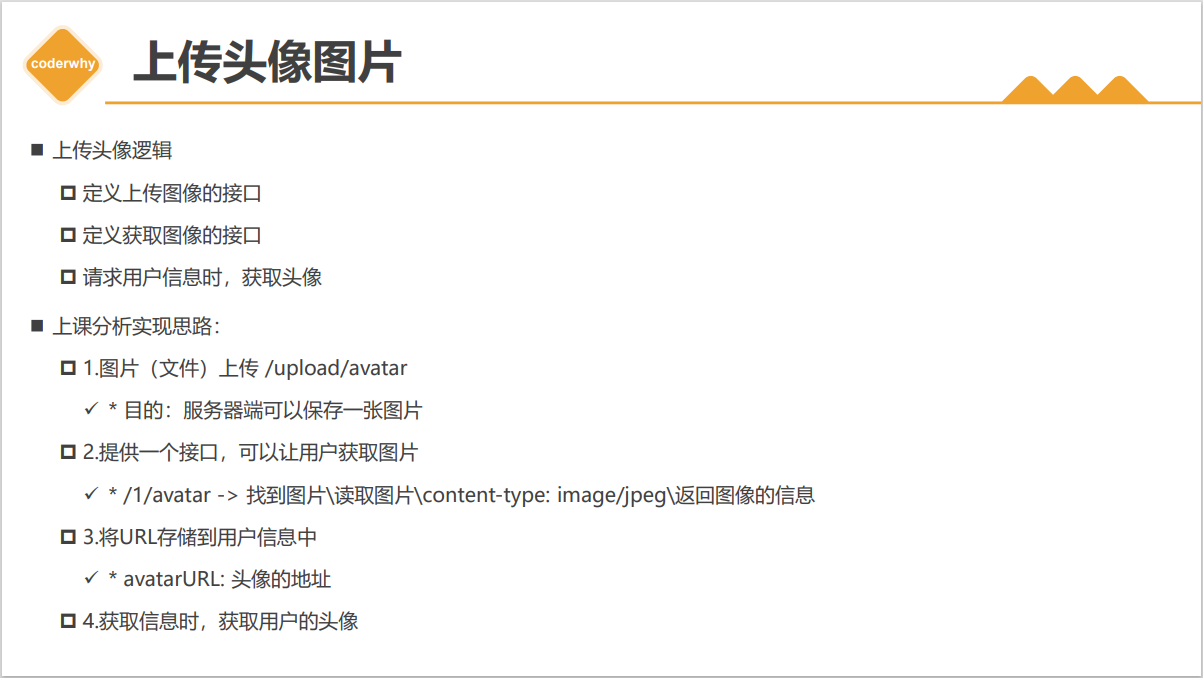 coderwhy
上传头像图片
上传头像逻辑
定义上传图像的接口
定义获取图像的接口
请求用户信息时，获取头像
上课分析实现思路：
1.图片（文件）上传 /upload/avatar
* 目的：服务器端可以保存一张图片
2.提供一个接口，可以让用户获取图片
* /1/avatar -> 找到图片\读取图片\content-type: image/jpeg\返回图像的信息
3.将URL存储到用户信息中
* avatarURL: 头像的地址
4.获取信息时，获取用户的头像